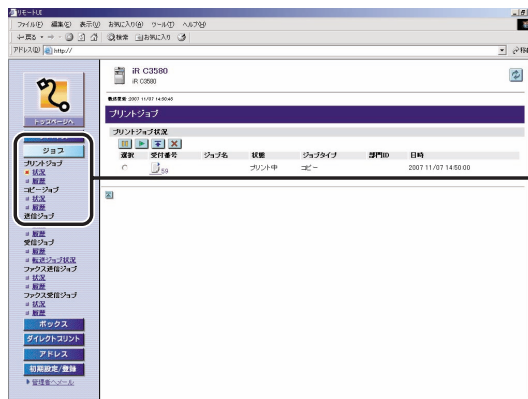 リモートUI
ファイル(F) 編集(E) 表示(V) お気に入り(A) ツール(T) ヘルプ(H)
戻る 検索 お気に入り
アドレス(D) http:// 移動
トップページへ
ジョブ
プリントジョブ
状況
履歴
コピージョブ
状況
履歴
送信ジョブ
履歴
受信ジョブ
履歴
転送ジョブ状況
ファクス送信ジョブ
状況
履歴
ファクス受信ジョブ
状況
履歴
ボックス
ダイレクトプリント
アドレス
初期設定/登録
管理者へメール
iR C3580
iR C3580
最終更新 :2007 11/07 14:50:45
プリントジョブ
プリントジョブ状況
選択 受付番号 ジョブ名 状態 ジョブタイプ 部門ID 日時
59 プリント中 コピー 2007 11/07 14:50:00